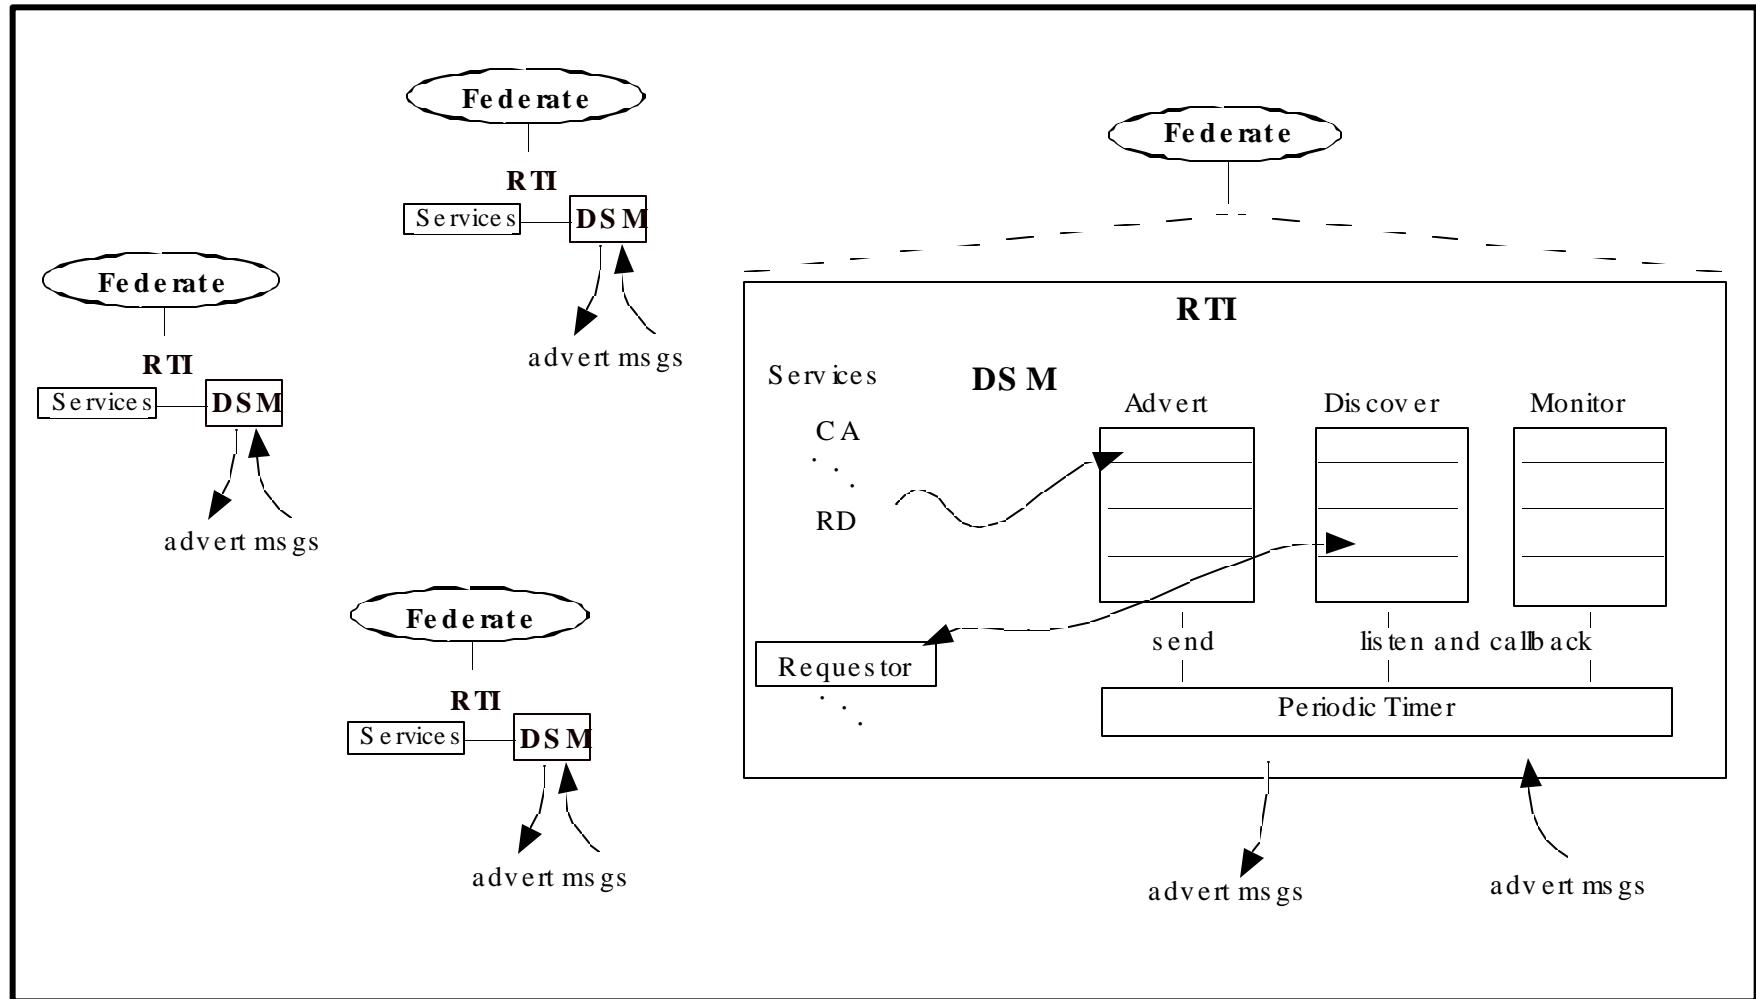 Federate
RTI
Services
DSM
advert msgs
Federate
RTI
Services
DSM
advert msgs
Federate
RTI
Services
DSM
advert msgs
Federate
RTI
Services
DSM
CA
RD
Advert
Discover
Monitor
Requestor
send
listen and callback
Periodic Timer
advert msgs
advert msgs